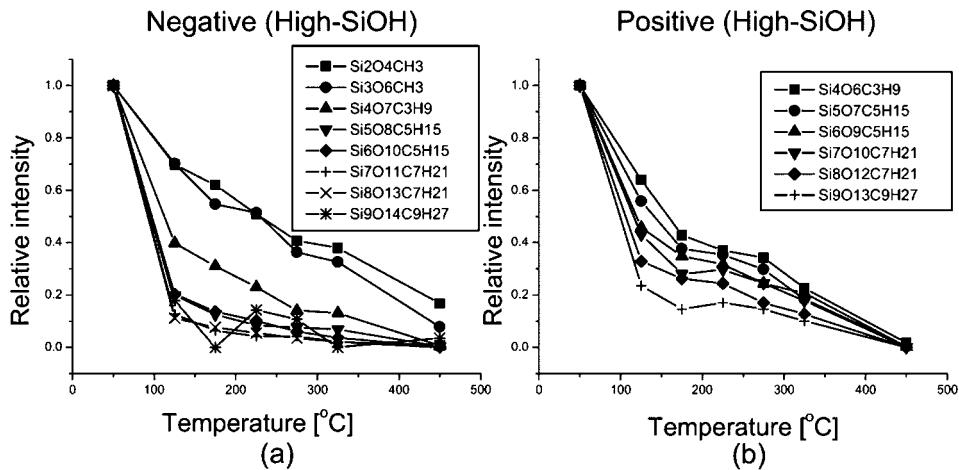 Negative (High-SiOH)
Si2O4CH3
Si3O6CH3
Si4O7C3H9
Si5O8C5H15
Si6O10C5H15
Si7O11C7H21
Si8O13C7H21
Si9O14C9H27
Relative intensity
1.0
0.8
0.6
0.4
0.2
0.0
0 100 200 300 400 500
Temperature [°C]
(a)
Positive (High-SiOH)
Si4O6C3H9
Si5O7C5H15
Si6O9C5H15
Si7O10C7H21
Si8O12C7H21
Si9O13C9H27
Relative intensity
1.0
0.8
0.6
0.4
0.2
0.0
0 100 200 300 400 500
Temperature [°C]
(b)